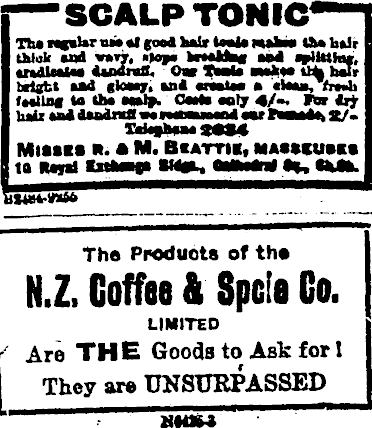 SCALP TONIC
The regular use of good hair tonic makes the hair
thick and wavy, stops breaking and splitting,
eradicates dandruff. Our Tonic makes the hair
bright and glossy, and creates a clean, fresh
feeling to the scalp. Costs only 4/-. For dry
hair and dandruff we recommend our Pomade, 2/-
Telephone 2634
MISSES R. & M. BEATTIE, MASSEUSES
10 Royal Exchange Bldgs., Cathedral Sq., Ch.Ch.
The Products of the
N.Z. Coffee & Spcie Co.
LIMITED
Are THE Goods to Ask for!
They are UNSURPASSED